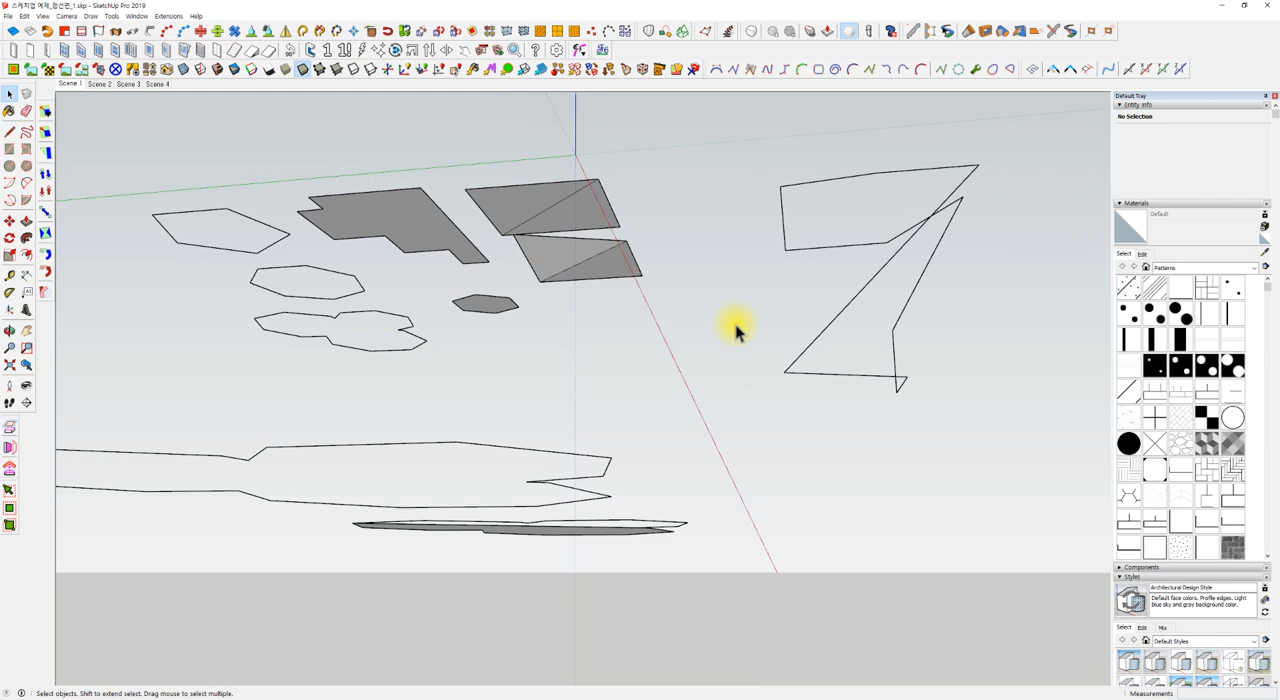 스케치업 예제_접선면_1.skp - SketchUp Pro 2019
File Edit View Camera Draw Tools Window Extensions Help
Scene 1 Scene 2 Scene 3 Scene 4
Default Tray
Entity Info
No Selection
Materials
Default
Select Edit
Patterns
Components
Styles
Architectural Design Style
Default face colors. Profile edges. Light blue sky and gray background color.
Select Edit Mix
Default Styles
Select objects. Shift to extend select. Drag mouse to select multiple.
Measurements